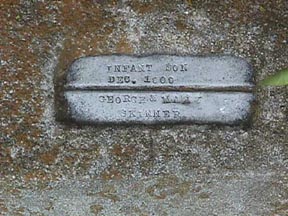 INFANT SON
DEC. 1900
GEORGE & MARY
SKINNER